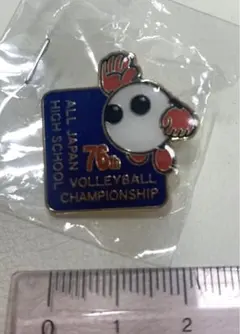 ALL JAPAN
HIGH SCHOOL
76th
VOLLEYBALL
CHAMPIONSHIP
0 1 2